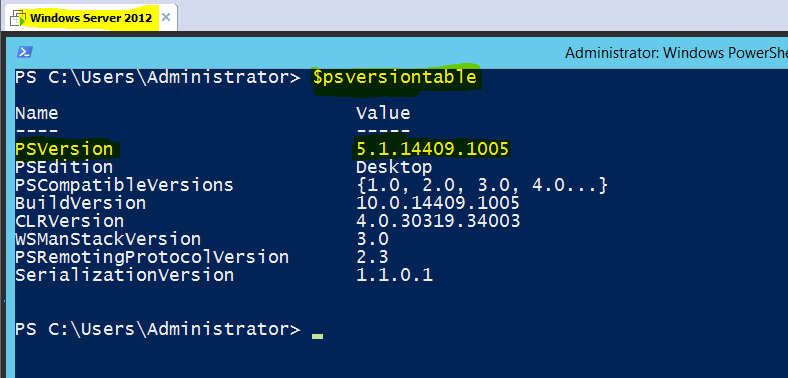 Windows Server 2012
Administrator: Windows PowerShe
PS C:\Users\Administrator> $psversiontable
Name Value
---- -----
PSVersion 5.1.14409.1005
PSEdition Desktop
PSCompatibleVersions {1.0, 2.0, 3.0, 4.0...}
BuildVersion 10.0.14409.1005
CLRVersion 4.0.30319.34003
WSManStackVersion 3.0
PSRemotingProtocolVersion 2.3
SerializationVersion 1.1.0.1
PS C:\Users\Administrator>